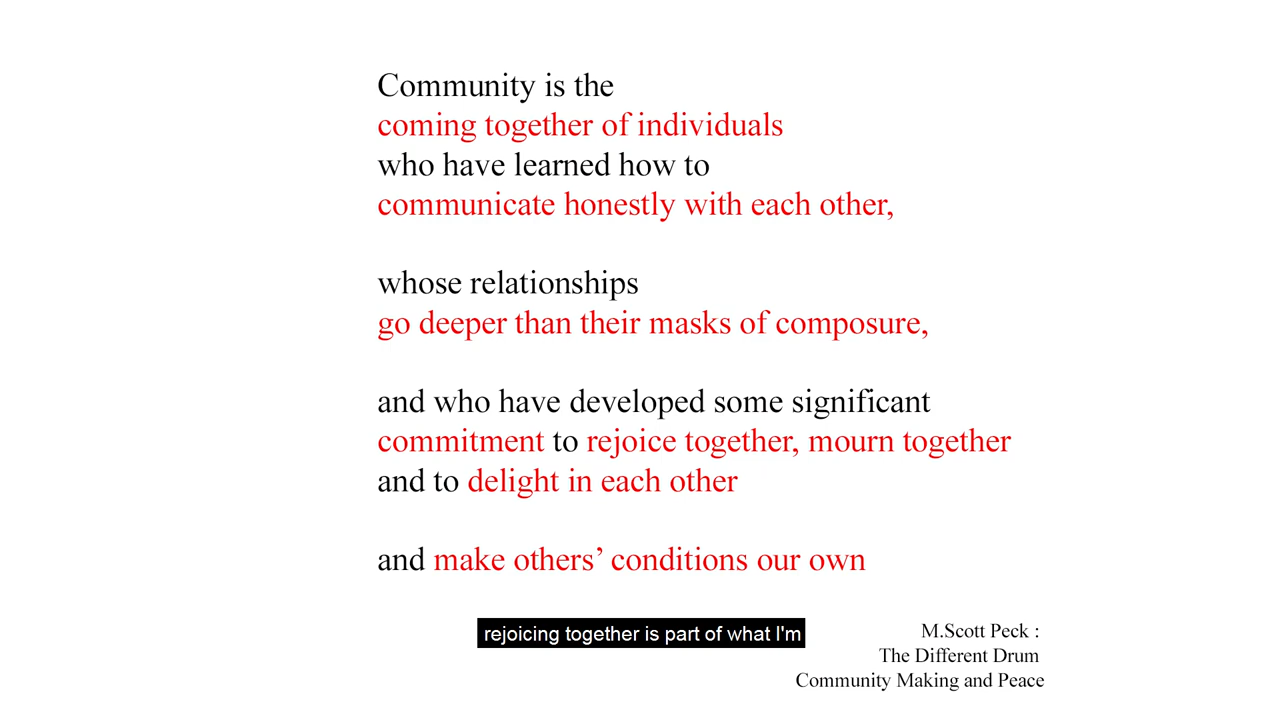 Community is the
coming together of individuals
who have learned how to
communicate honestly with each other,
whose relationships
go deeper than their masks of composure,
and who have developed some significant
commitment to rejoice together, mourn together
and to delight in each other
and make others’ conditions our own
rejoicing together is part of what I'm
M.Scott Peck :
The Different Drum
Community Making and Peace